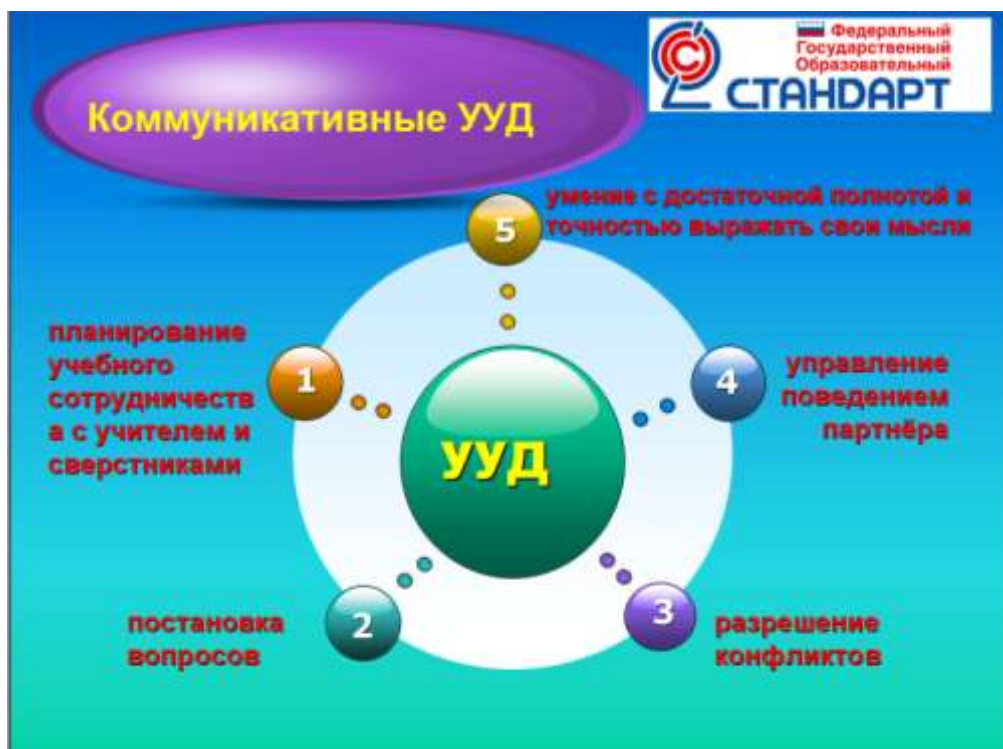 Коммуникативные УУД
Федеральный
Государственный
Образовательный
СТАНДАРТ
5
умение с достаточной полнотой и
точностью выражать свои мысли
1
планирование
учебного
сотрудничеств
а с учителем и
сверстниками
4
управление
поведением
партнёра
УУД
2
постановка
вопросов
3
разрешение
конфликтов